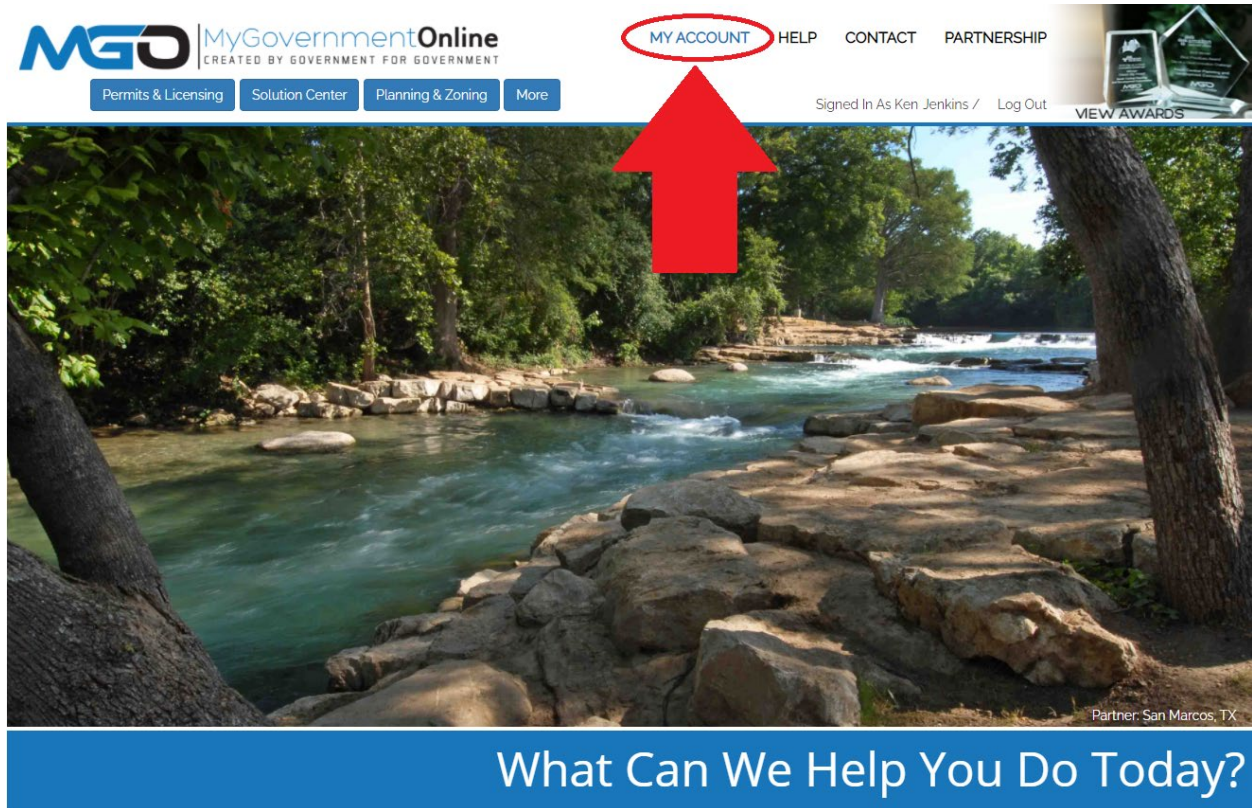 MGO MyGovernmentOnline
CREATED BY GOVERNMENT FOR GOVERNMENT
MY ACCOUNT HELP CONTACT PARTNERSHIP
Permits & Licensing Solution Center Planning & Zoning More
Signed In As Ken Jenkins / Log Out
VIEW AWARDS
Partner: San Marcos, TX
What Can We Help You Do Today?